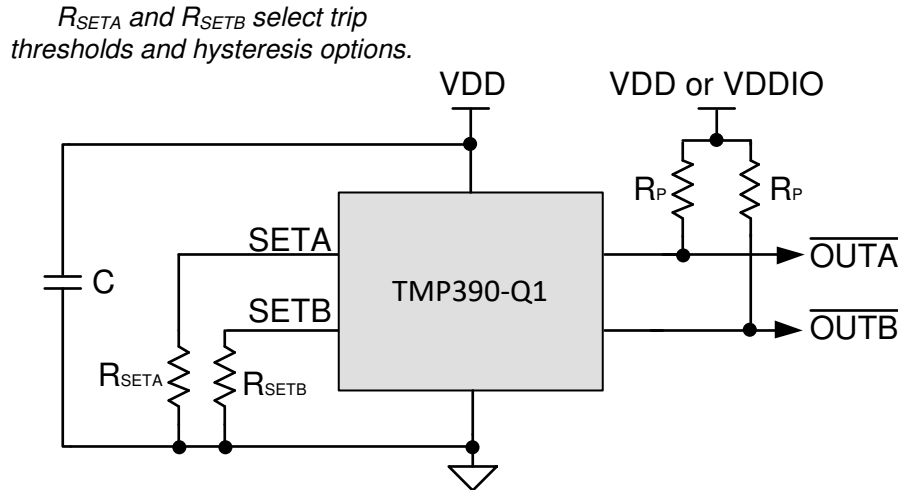 RSETA and RSETB select trip
thresholds and hysteresis options.
VDD
VDD or VDDIO
RP
RP
SETA
OUTA
C
TMP390-Q1
SETB
OUTB
RSETA
RSETB